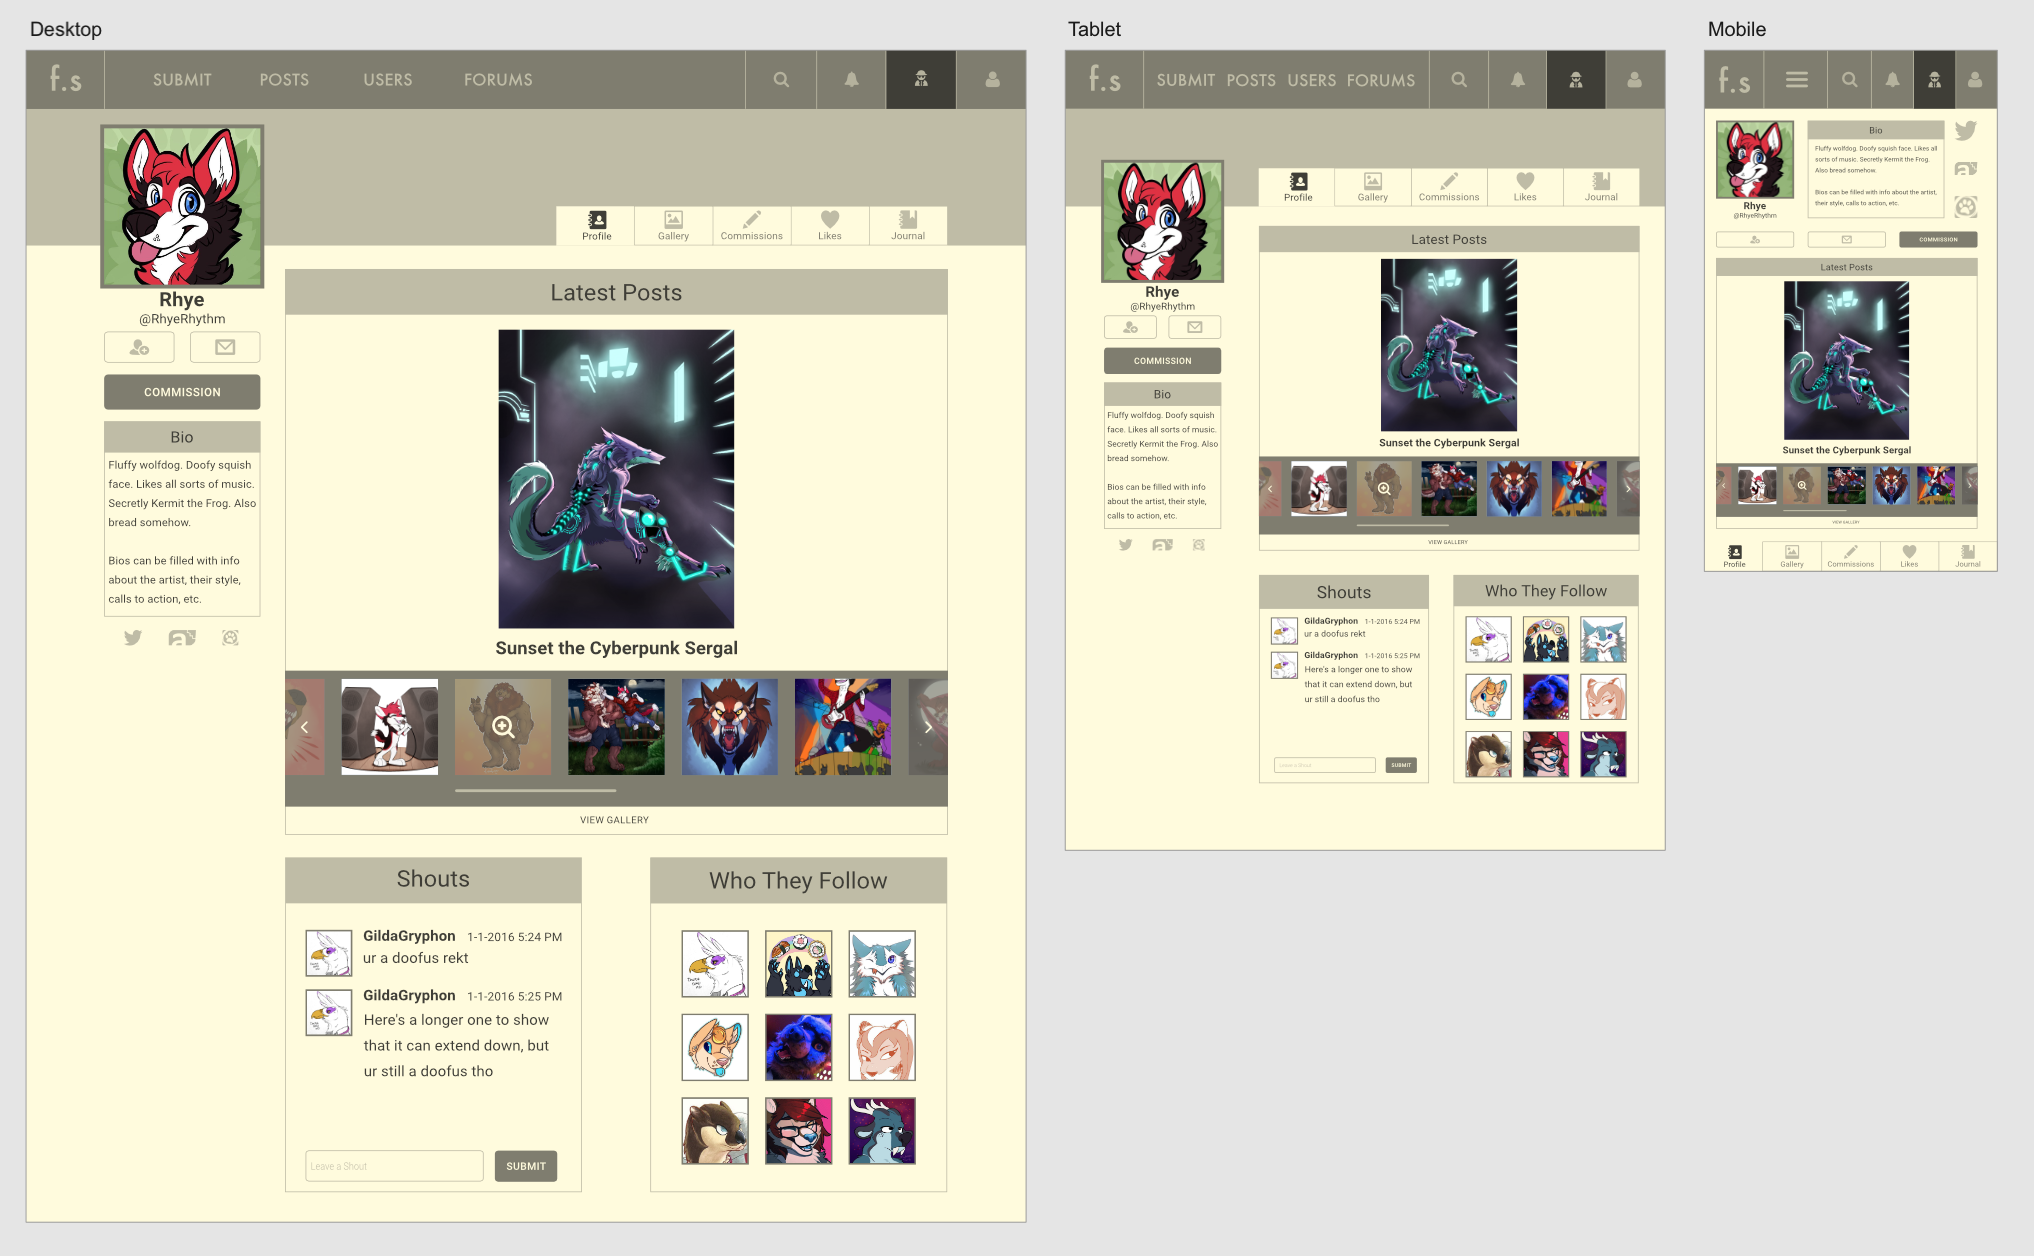 Desktop
f.s
SUBMIT POSTS USERS FORUMS
Profile Gallery Commissions Likes Journal
Rhye
@RhyeRhythm
COMMISSION
Bio
Fluffy wolfdog. Doofy squish
face. Likes all sorts of music.
Secretly Kermit the Frog. Also
bread somehow.
Bios can be filled with info
about the artist, their style,
calls to action, etc.
Latest Posts
Sunset the Cyberpunk Sergal
VIEW GALLERY
Shouts
GildaGryphon 1-1-2016 5:24 PM
ur a doofus rekt
GildaGryphon 1-1-2016 5:25 PM
Here's a longer one to show
that it can extend down, but
ur still a doofus tho
Leave a Shout
SUBMIT
Who They Follow
Tablet
f.s
SUBMIT POSTS USERS FORUMS
Profile Gallery Commissions Likes Journal
Rhye
@RhyeRhythm
COMMISSION
Bio
Fluffy wolfdog. Doofy squish
face. Likes all sorts of music.
Secretly Kermit the Frog. Also
bread somehow.
Bios can be filled with info
about the artist, their style,
calls to action, etc.
Latest Posts
Sunset the Cyberpunk Sergal
VIEW GALLERY
Shouts
GildaGryphon 1-1-2016 5:24 PM
ur a doofus rekt
GildaGryphon 1-1-2016 5:25 PM
Here's a longer one to show
that it can extend down, but
ur still a doofus tho
Leave a Shout
SUBMIT
Who They Follow
Mobile
f.s
Rhye
@RhyeRhythm
Bio
Fluffy wolfdog. Doofy squish face. Likes all
sorts of music. Secretly Kermit the Frog.
Also bread somehow.
Bios can be filled with info about the artist,
their style, calls to action, etc.
COMMISSION
Latest Posts
Sunset the Cyberpunk Sergal
VIEW GALLERY
Profile Gallery Commissions Likes Journal